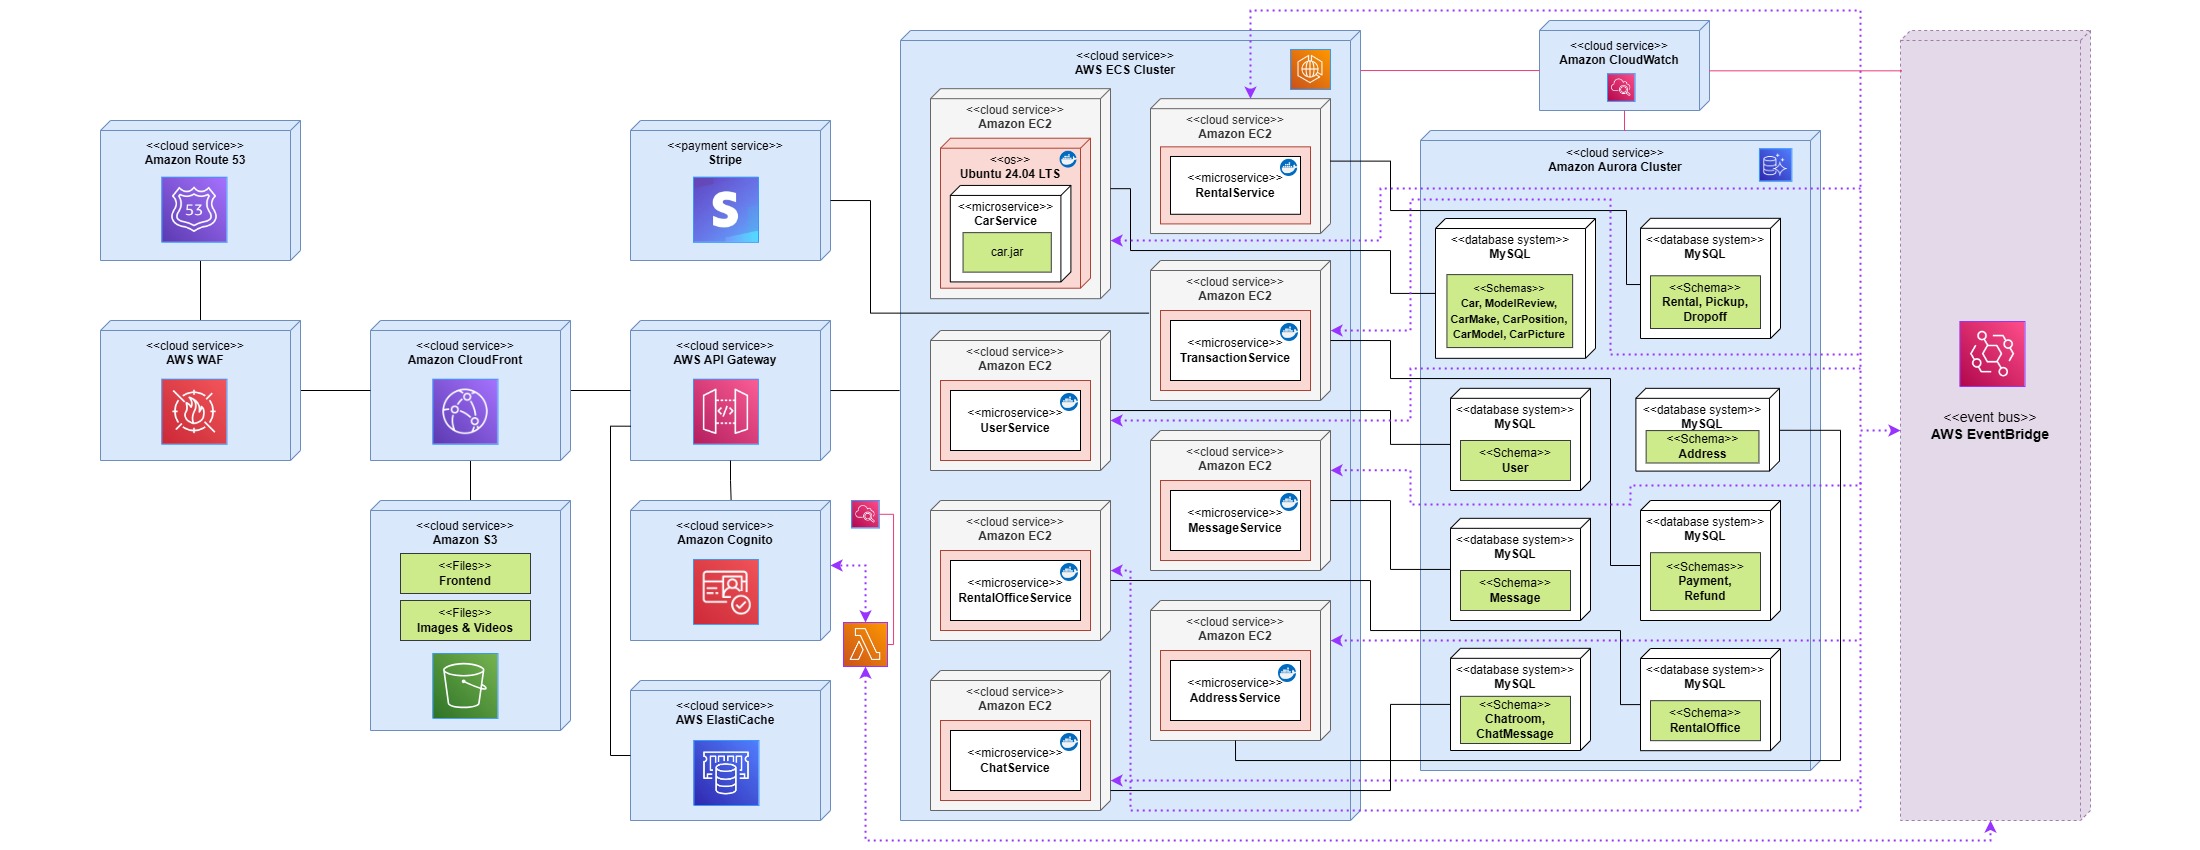 <<cloud service>>
Amazon Route 53
53
<<cloud service>>
AWS WAF
<<cloud service>>
Amazon CloudFront
<<cloud service>>
Amazon S3
<<Files>>
Frontend
<<Files>>
Images & Videos
<<payment service>>
Stripe
S
<<cloud service>>
AWS API Gateway
</>
<<cloud service>>
Amazon Cognito
<<cloud service>>
AWS ElastiCache
<<cloud service>>
AWS ECS Cluster
<<cloud service>>
Amazon EC2
<<os>>
Ubuntu 24.04 LTS
<<microservice>>
CarService
car.jar
<<cloud service>>
Amazon EC2
<<microservice>>
RentalService
<<cloud service>>
Amazon EC2
<<microservice>>
TransactionService
<<cloud service>>
Amazon EC2
<<microservice>>
UserService
<<cloud service>>
Amazon EC2
<<microservice>>
MessageService
<<cloud service>>
Amazon EC2
<<microservice>>
RentalOfficeService
<<cloud service>>
Amazon EC2
<<microservice>>
AddressService
<<cloud service>>
Amazon EC2
<<microservice>>
ChatService
<<cloud service>>
Amazon CloudWatch
<<cloud service>>
Amazon Aurora Cluster
<<database system>>
MySQL
<<Schemas>>
Car, ModelReview,
CarMake, CarPosition,
CarModel, CarPicture
<<database system>>
MySQL
<<Schema>>
Rental, Pickup,
Dropoff
<<database system>>
MySQL
<<Schema>>
User
<<database system>>
MySQL
<<Schema>>
Address
<<database system>>
MySQL
<<Schema>>
Message
<<database system>>
MySQL
<<Schemas>>
Payment,
Refund
<<database system>>
MySQL
<<Schema>>
Chatroom,
ChatMessage
<<database system>>
MySQL
<<Schema>>
RentalOffice
<<event bus>>
AWS EventBridge